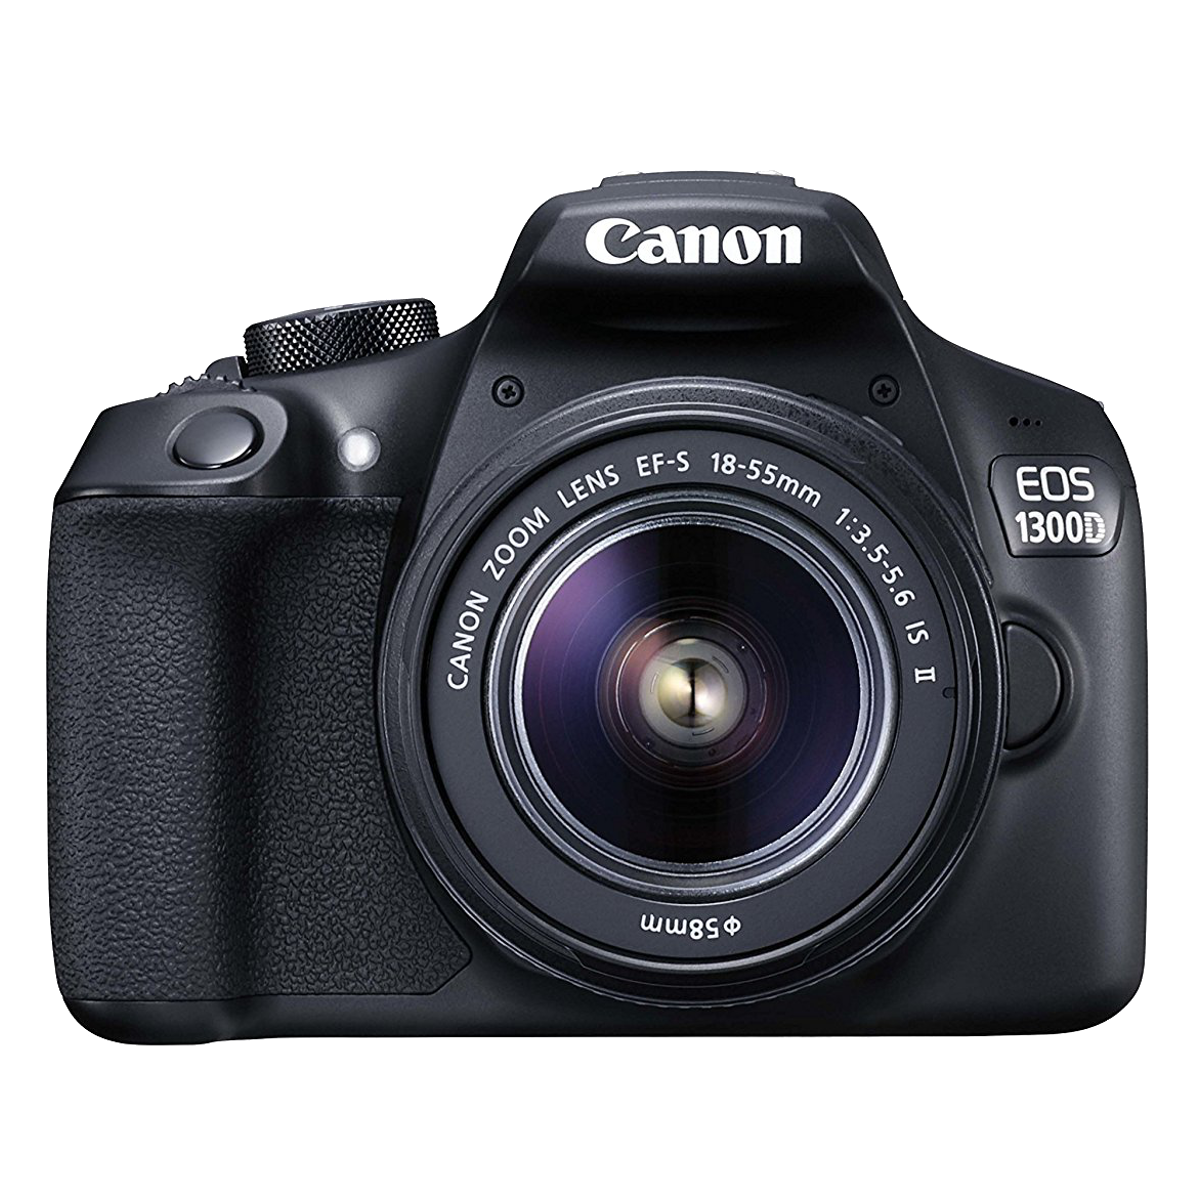 Canon
EOS
1300D
CANON ZOOM LENS EF-S 18-55mm 1:3.5-5.6 IS II
Φ58mm